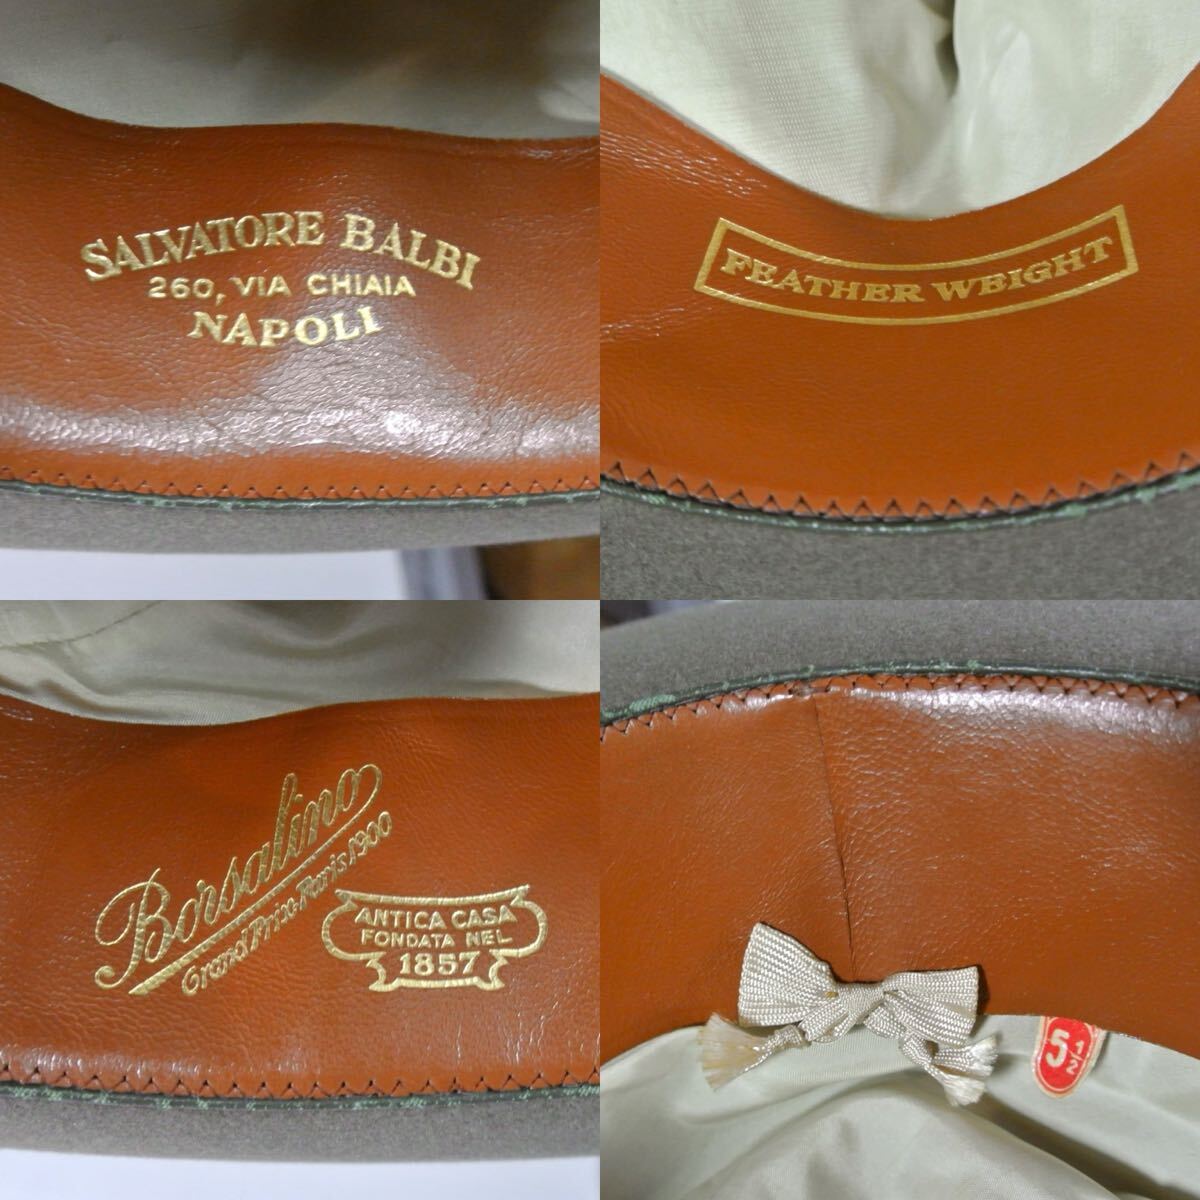 SALVATORE BALBI
260, VIA CHIAIA
NAPOLI
FEATHER WEIGHT
Borsalino
Grand Prix Paris 1900
ANTICA CASA
FONDATA NEL
1857
5 1/2